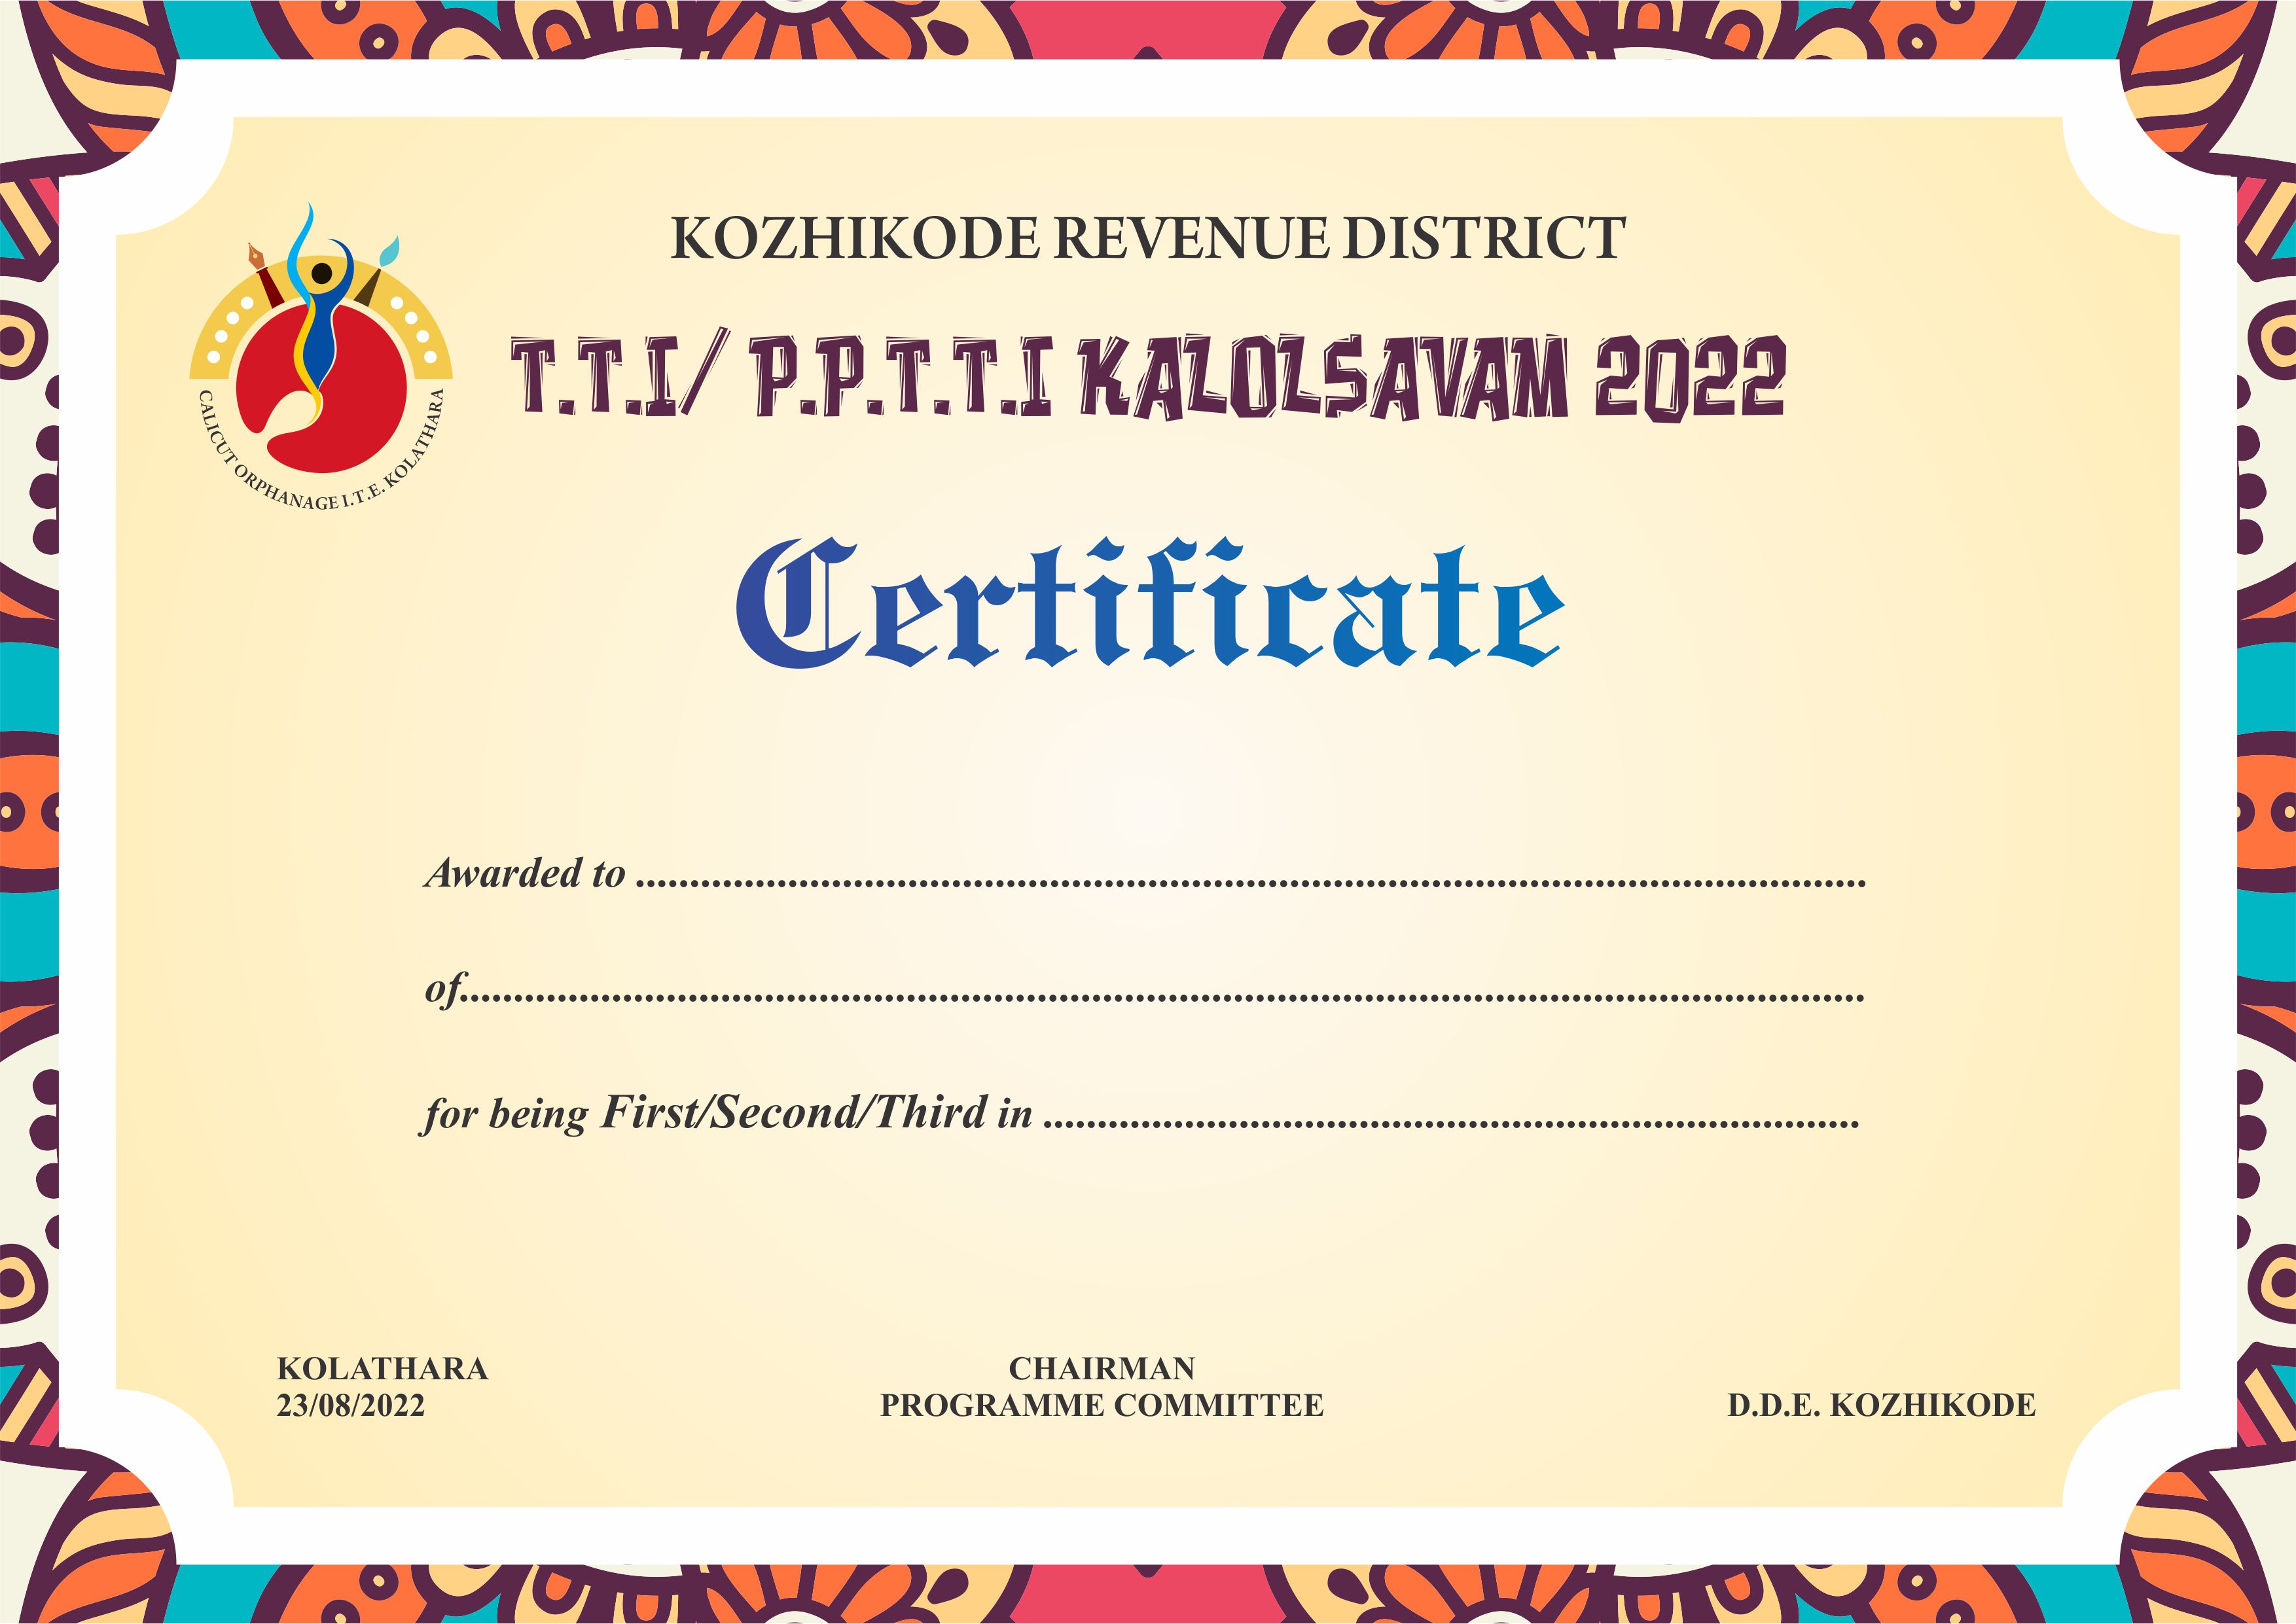 KOZHIKODE REVENUE DISTRICT
T.T.I/ P.P.T.T.I KALOLSAVAM 2022
CALICUT ORPHANAGE I.T.E. KOLATHARA
Certificate
Awarded to ..................................................................................................................
of..................................................................................................................................
for being First/Second/Third in ...........................................................................
KOLATHARA
23/08/2022
CHAIRMAN
PROGRAMME COMMITTEE
D.D.E. KOZHIKODE